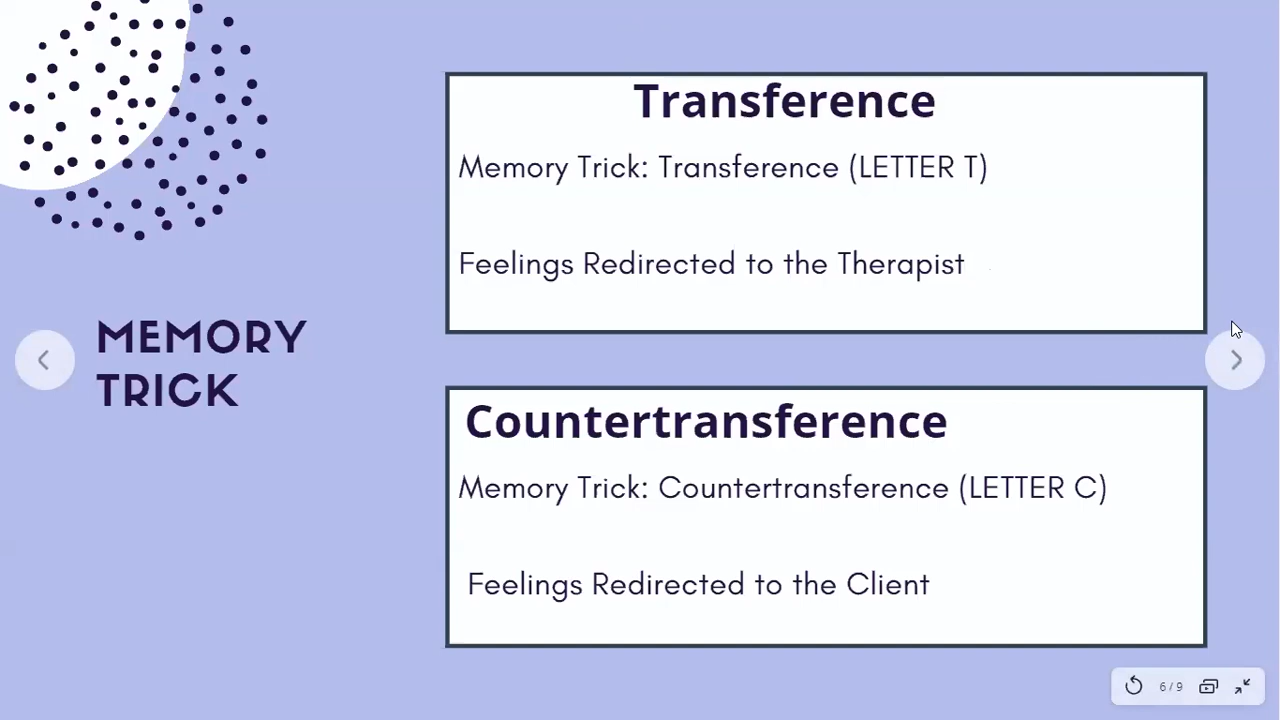 MEMORY
TRICK
Transference
Memory Trick: Transference (LETTER T)
Feelings Redirected to the Therapist
Countertransference
Memory Trick: Countertransference (LETTER C)
Feelings Redirected to the Client
6/9